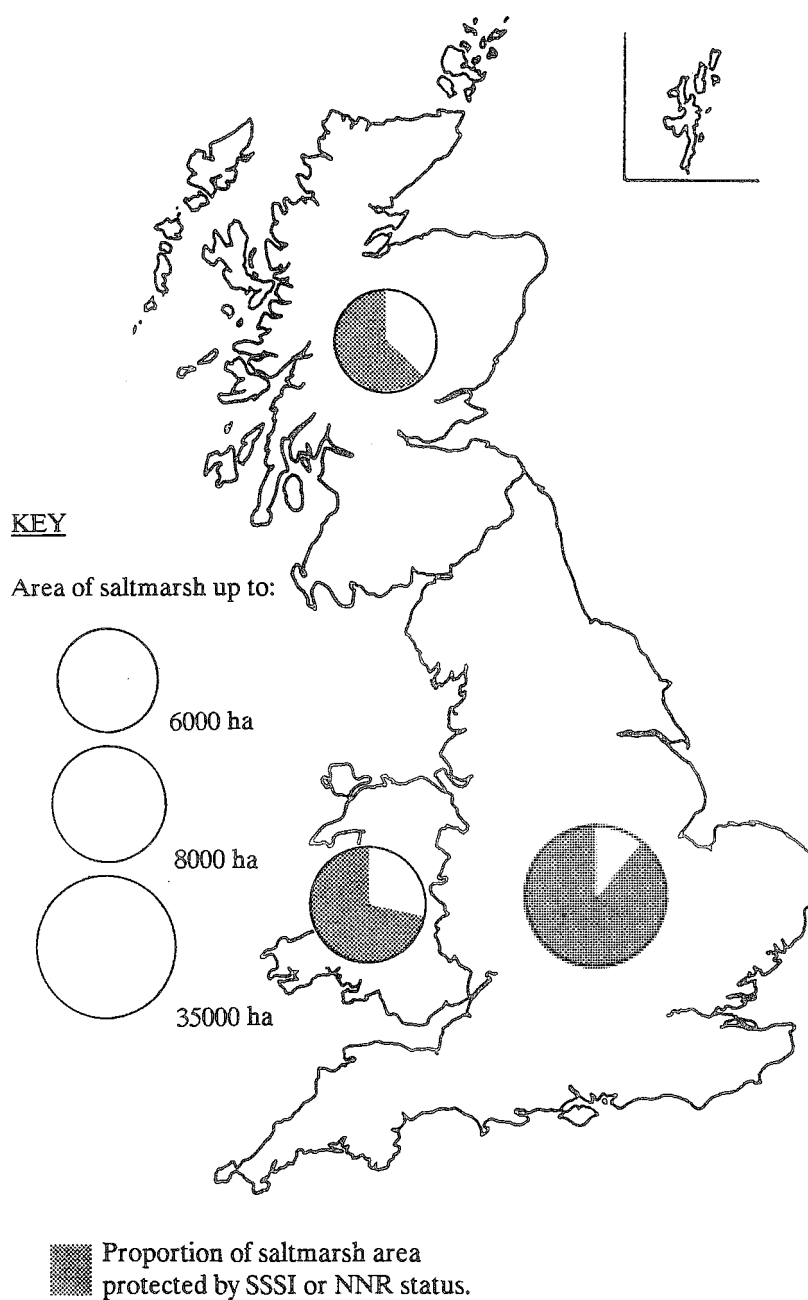 KEY
Area of saltmarsh up to:
6000 ha
8000 ha
35000 ha
Proportion of saltmarsh area
protected by SSSI or NNR status.